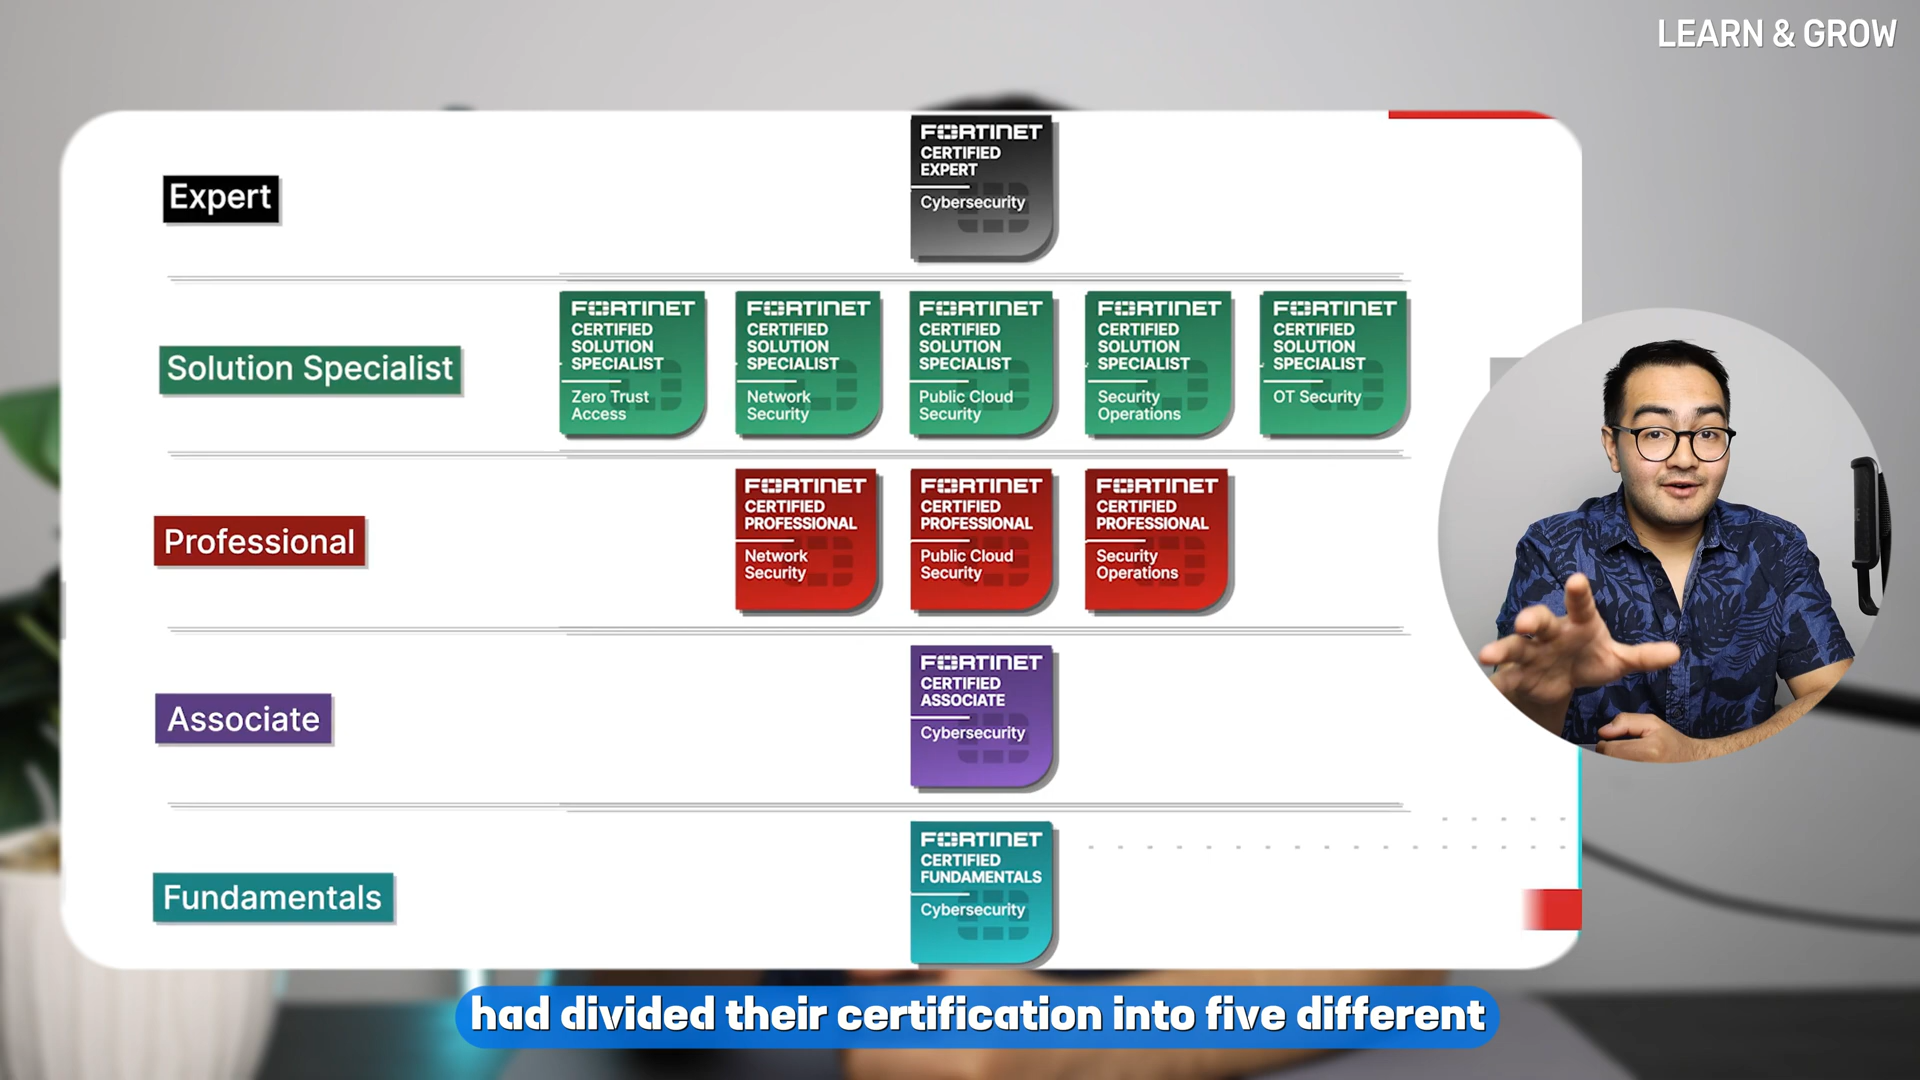 LEARN & GROW
Expert
FORTINET
CERTIFIED
EXPERT
Cybersecurity
Solution Specialist
FORTINET
CERTIFIED
SOLUTION
SPECIALIST
Zero Trust
Access
FORTINET
CERTIFIED
SOLUTION
SPECIALIST
Network
Security
FORTINET
CERTIFIED
SOLUTION
SPECIALIST
Public Cloud
Security
FORTINET
CERTIFIED
SOLUTION
SPECIALIST
Security
Operations
FORTINET
CERTIFIED
SOLUTION
SPECIALIST
OT Security
Professional
FORTINET
CERTIFIED
PROFESSIONAL
Network
Security
FORTINET
CERTIFIED
PROFESSIONAL
Public Cloud
Security
FORTINET
CERTIFIED
PROFESSIONAL
Security
Operations
Associate
FORTINET
CERTIFIED
ASSOCIATE
Cybersecurity
Fundamentals
FORTINET
CERTIFIED
FUNDAMENTALS
Cybersecurity
had divided their certification into five different